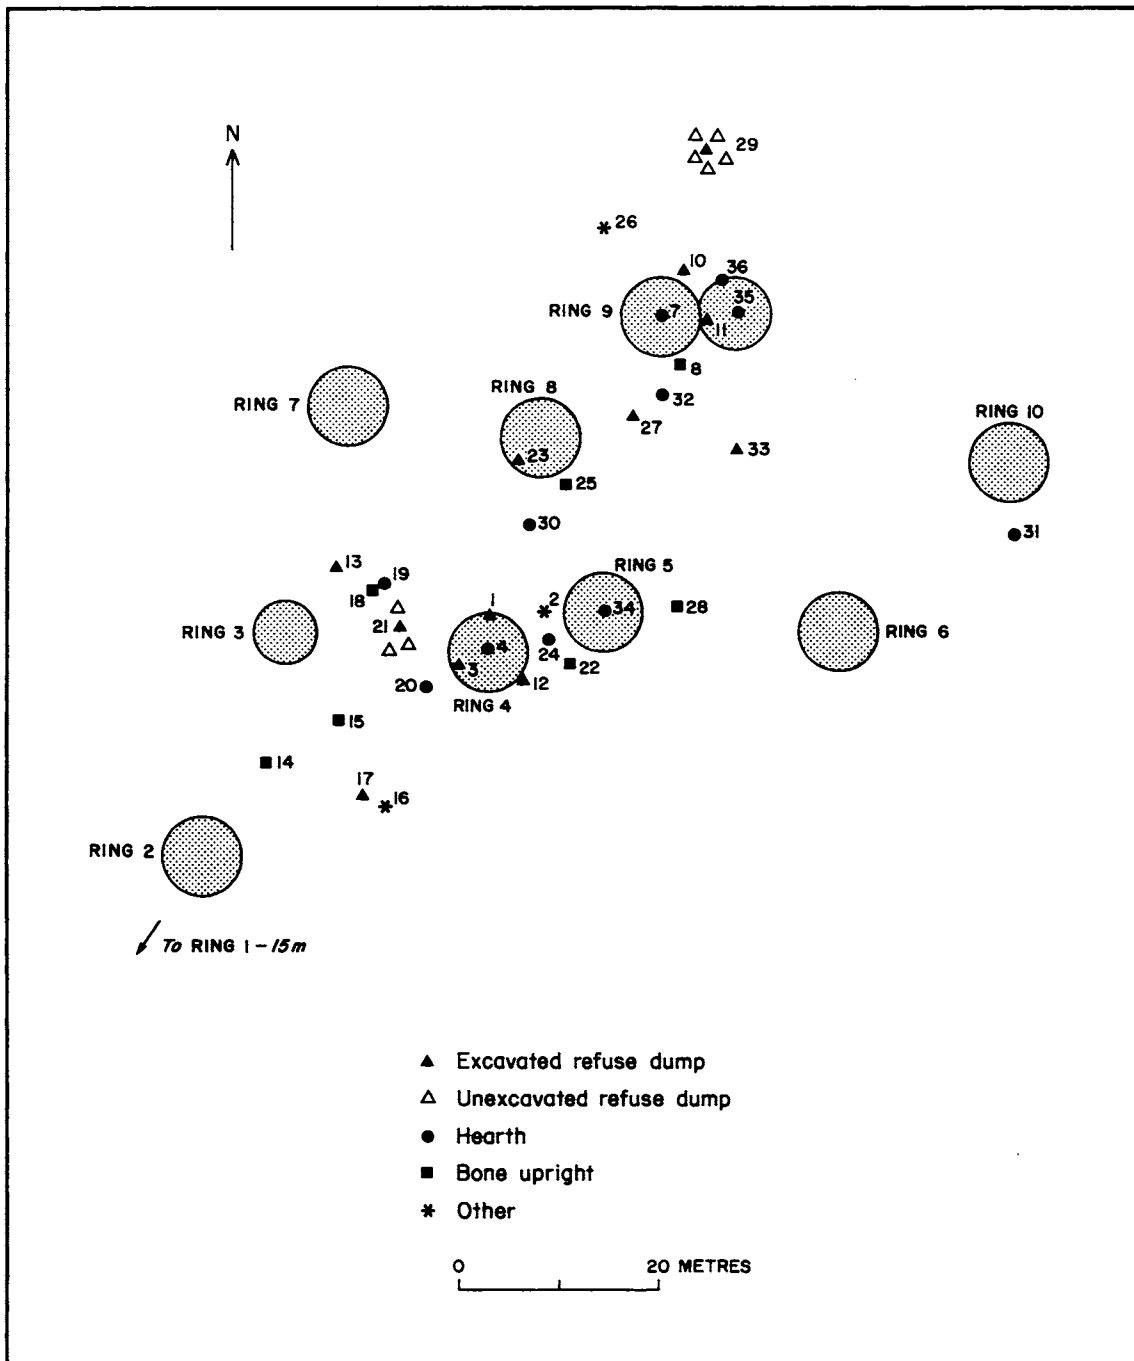 N
29
26
10
36
RING 9
7
35
11
8
RING 7
RING 8
32
27
RING 10
23
33
25
30
31
13
19
18
RING 5
1
2
34
28
RING 3
21
4
24
RING 6
3
22
20
12
RING 4
15
14
17
16
RING 2
To RING 1 - 15m
Excavated refuse dump
Unexcavated refuse dump
Hearth
Bone upright
Other
0 20 METRES